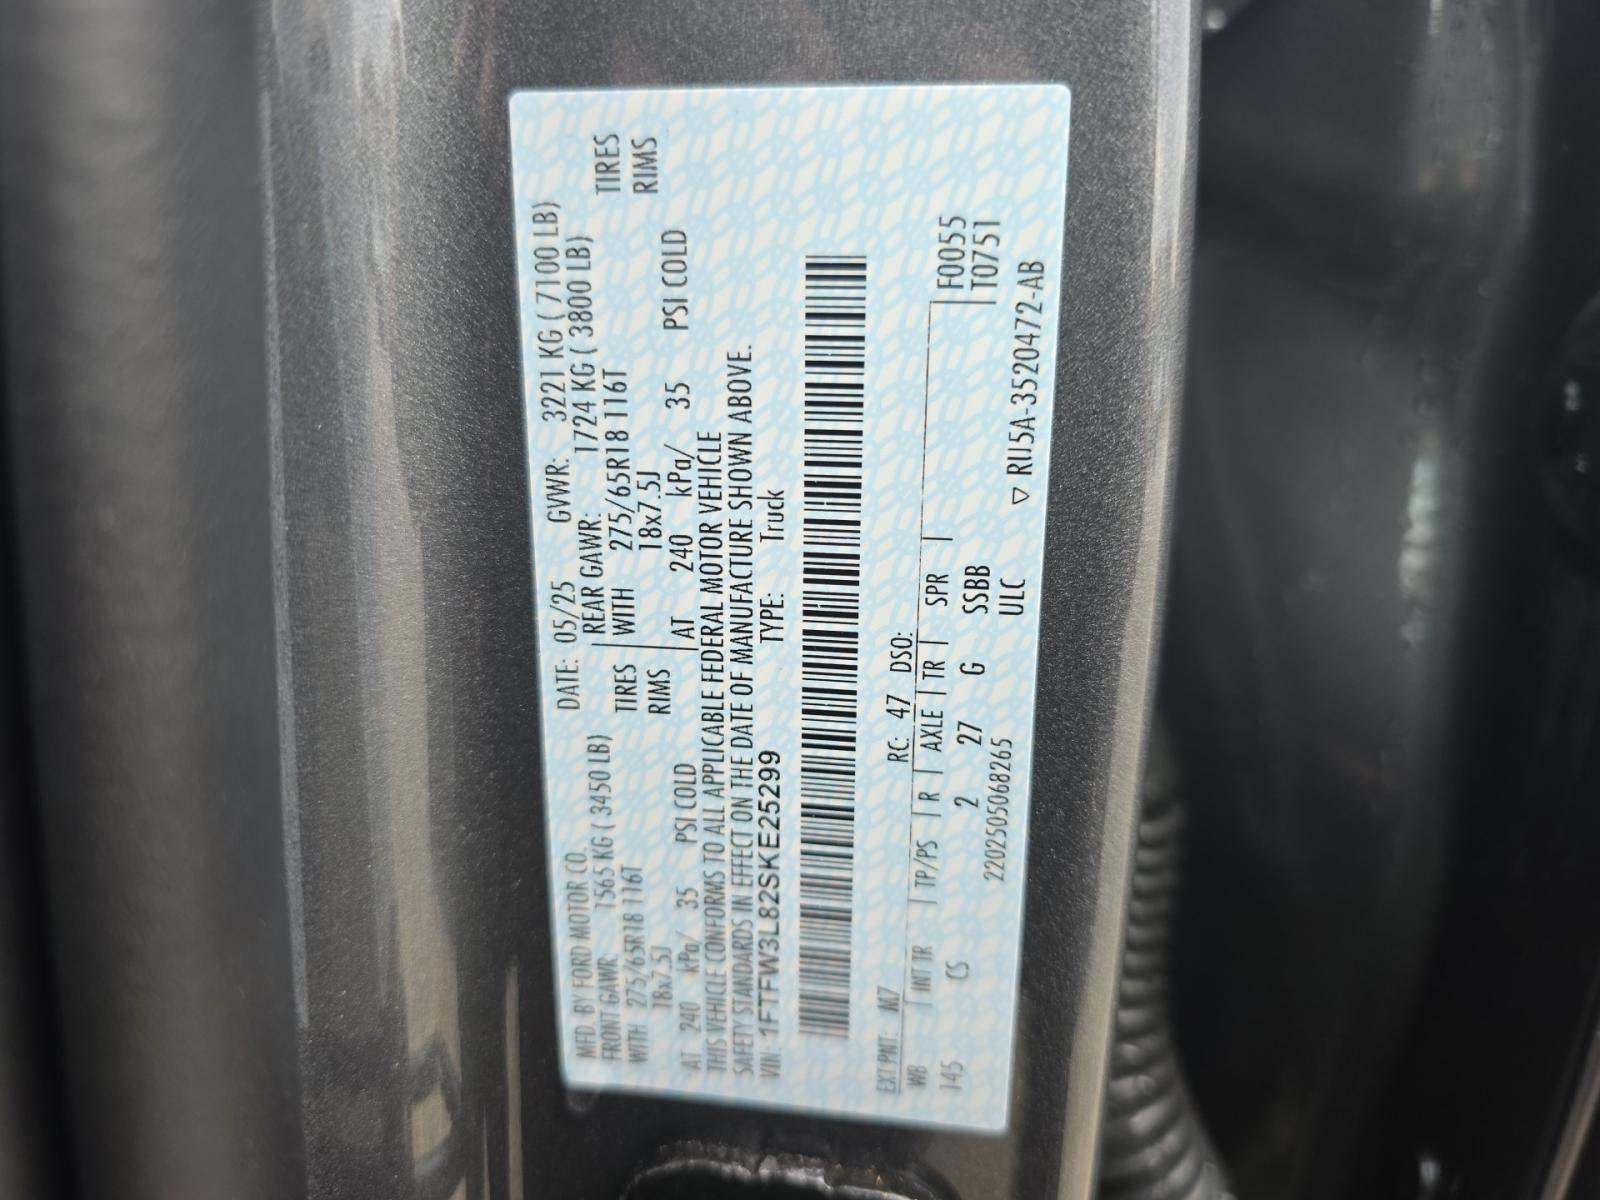 MFD. BY FORD MOTOR CO.
DATE: 05/25 GVWR: 3221 KG ( 7100 LB)
FRONT GAWR: 1565 KG ( 3450 LB) REAR GAWR: 1724 KG ( 3800 LB)
WITH 275/65R18 116T TIRES WITH 275/65R18 116T TIRES
18x7.5J RIMS 18x7.5J RIMS
AT 240 kPa/ 35 PSI COLD AT 240 kPa/ 35 PSI COLD
THIS VEHICLE CONFORMS TO ALL APPLICABLE FEDERAL MOTOR VEHICLE
SAFETY STANDARDS IN EFFECT ON THE DATE OF MANUFACTURE SHOWN ABOVE.
VIN: 1FTFW3L82SKE25299 TYPE: Truck
EXT PNT: M7 RC: 47 DSO:
WB INT TR TP/PS R AXLE TR SPR F0055
145 CS 2 27 G SSBB T0751
2202505068265 ULC ▽ RU5A-3520472-AB